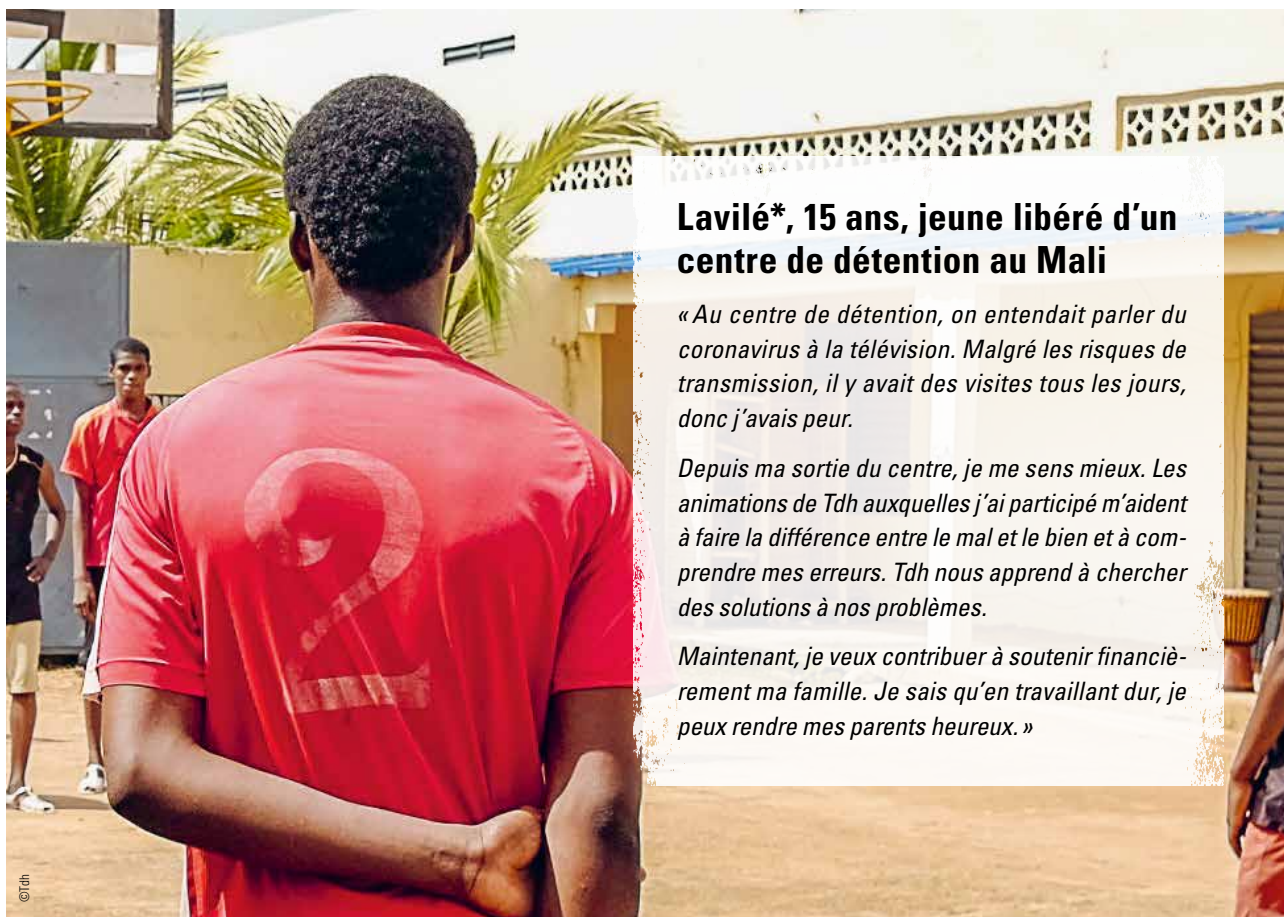 Lavilé*, 15 ans, jeune libéré d’un
centre de détention au Mali
« Au centre de détention, on entendait parler du
coronavirus à la télévision. Malgré les risques de
transmission, il y avait des visites tous les jours,
donc j’avais peur.
Depuis ma sortie du centre, je me sens mieux. Les
animations de Tdh auxquelles j’ai participé m’aident
à faire la différence entre le mal et le bien et à com-
prendre mes erreurs. Tdh nous apprend à chercher
des solutions à nos problèmes.
Maintenant, je veux contribuer à soutenir financiè-
rement ma famille. Je sais qu’en travaillant dur, je
peux rendre mes parents heureux. »
2
©Tdh